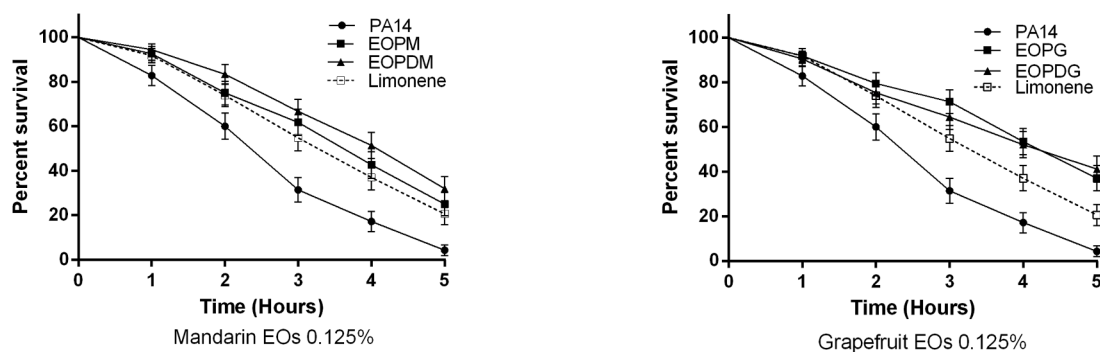 PA14
EOPM
EOPDM
Limonene
Percent survival
100
80
60
40
20
0
0 1 2 3 4 5
Time (Hours)
Mandarin EOs 0.125%
PA14
EOPG
EOPDG
Limonene
Percent survival
100
80
60
40
20
0
0 1 2 3 4 5
Time (Hours)
Grapefruit EOs 0.125%